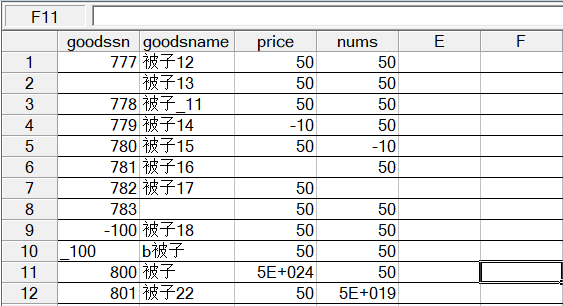 F11
goodssn goodsname price nums E F
1 777 被子12 50 50
2 被子13 50 50
3 778 被子_11 50 50
4 779 被子14 -10 50
5 780 被子15 50 -10
6 781 被子16 50
7 782 被子17 50
8 783 50 50
9 -100 被子18 50 50
10 _100 b被子 50 50
11 800 被子 5E+024 50
12 801 被子22 50 5E+019